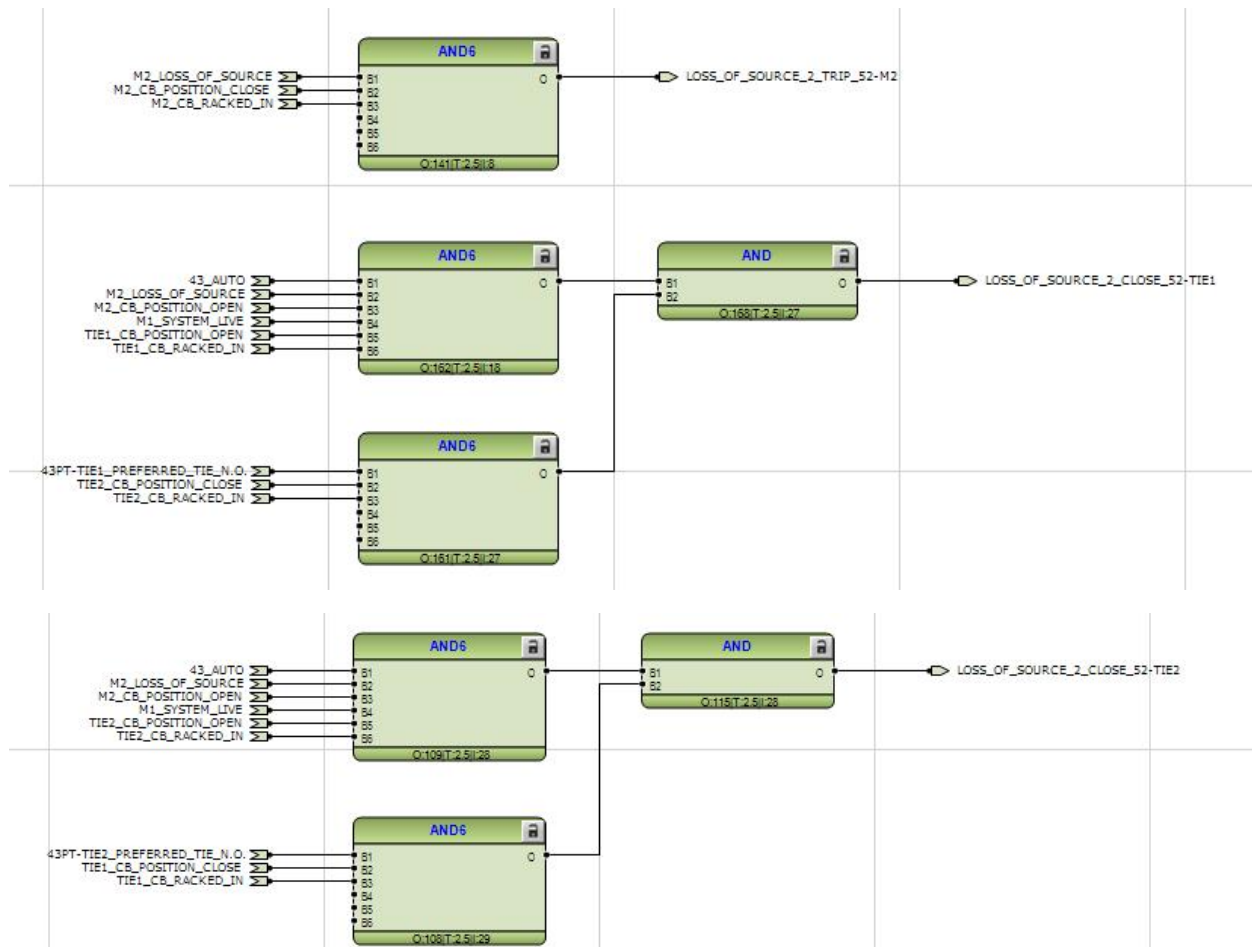 AND6
M2_LOSS_OF_SOURCE B1 O LOSS_OF_SOURCE_2_TRIP_52-M2
M2_CB_POSITION_CLOSE B2
M2_CB_RACKED_IN B3
B4
B5
B6
O:141|T:2.5|I:8
AND6 AND
43_AUTO B1 O B1 O LOSS_OF_SOURCE_2_CLOSE_52-TIE1
M2_LOSS_OF_SOURCE B2 B2
M2_CB_POSITION_OPEN B3 O:168|T:2.5|I:27
M1_SYSTEM_LIVE B4
TIE1_CB_POSITION_OPEN B5
TIE1_CB_RACKED_IN B6
O:162|T:2.5|I:18
AND6
43PT-TIE1_PREFERRED_TIE_N.O. B1 O
TIE2_CB_POSITION_CLOSE B2
TIE2_CB_RACKED_IN B3
B4
B5
B6
O:161|T:2.5|I:27
AND6 AND
43_AUTO B1 O B1 O LOSS_OF_SOURCE_2_CLOSE_52-TIE2
M2_LOSS_OF_SOURCE B2 B2
M2_CB_POSITION_OPEN B3 O:115|T:2.5|I:28
M1_SYSTEM_LIVE B4
TIE2_CB_POSITION_OPEN B5
TIE2_CB_RACKED_IN B6
O:109|T:2.5|I:28
AND6
43PT-TIE2_PREFERRED_TIE_N.O. B1 O
TIE1_CB_POSITION_CLOSE B2
TIE1_CB_RACKED_IN B3
B4
B5
B6
O:108|T:2.5|I:29